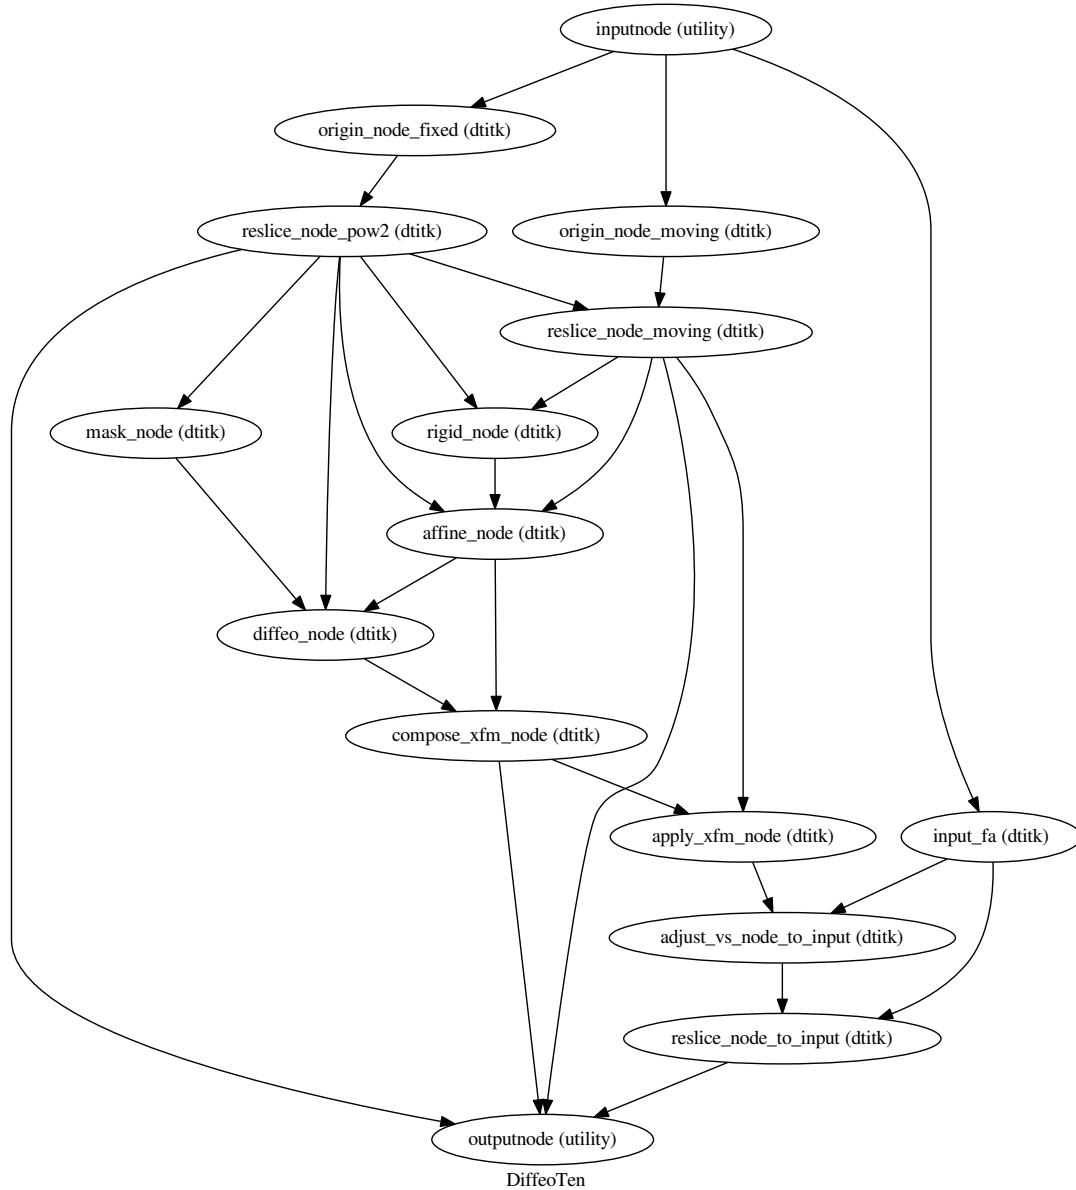 inputnode (utility)
origin_node_fixed (dtitk)
reslice_node_pow2 (dtitk)
origin_node_moving (dtitk)
reslice_node_moving (dtitk)
mask_node (dtitk)
rigid_node (dtitk)
affine_node (dtitk)
diffeo_node (dtitk)
compose_xfm_node (dtitk)
apply_xfm_node (dtitk)
input_fa (dtitk)
adjust_vs_node_to_input (dtitk)
reslice_node_to_input (dtitk)
outputnode (utility)
DiffeoTen